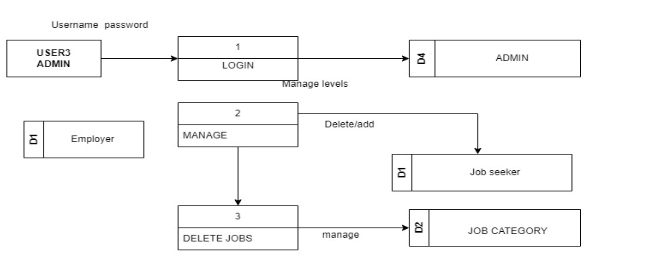 Username password
USER3
ADMIN
1
LOGIN
D4
ADMIN
Manage levels
2
MANAGE
Delete/add
D1
Employer
D1
Job seeker
3
DELETE JOBS
manage
D2
JOB CATEGORY